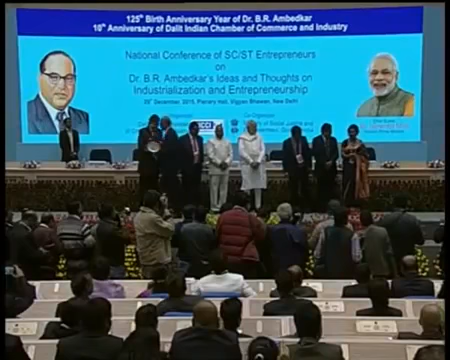 125th Birth Anniversary Year of Dr. B.R. Ambedkar
10th Anniversary of Dalit Indian Chamber of Commerce and Industry
National Conference of SC/ST Entrepreneurs
on
Dr. B.R. Ambedkar's Ideas and Thoughts on
Industrialization and Entrepreneurship
29th December, 2015, Plenary Hall, Vigyan Bhawan, New Delhi
Co-Organiser